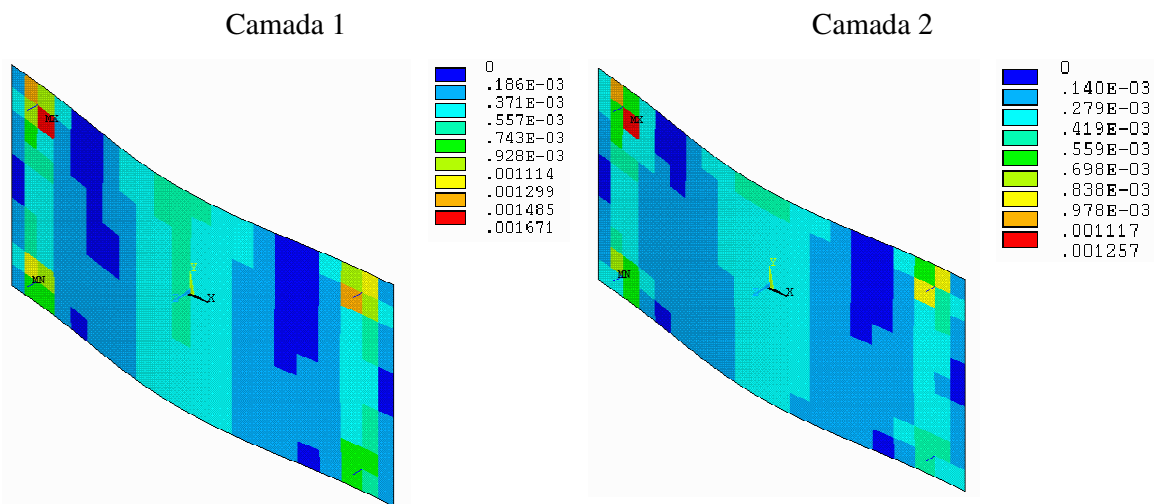 Camada 1
0
.186E-03
.371E-03
.557E-03
.743E-03
.928E-03
.001114
.001299
.001485
.001671
MX
MN
Y
X
Camada 2
0
.140E-03
.279E-03
.419E-03
.559E-03
.698E-03
.838E-03
.978E-03
.001117
.001257
MX
MN
Y
X